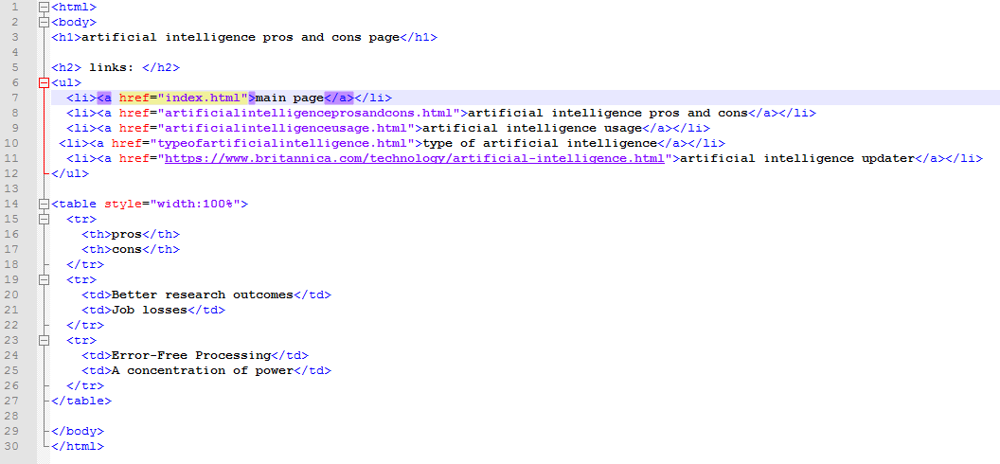 1 <html>
2 <body>
3 <h1>artificial intelligence pros and cons page</h1>
4
5 <h2> links: </h2>
6 <ul>
7   <li><a href="index.html">main page</a></li>
8   <li><a href="artificialintelligenceprosandcons.html">artificial intelligence pros and cons</a></li>
9   <li><a href="artificialintelligenceusage.html">artificial intelligence usage</a></li>
10  <li><a href="typeofartificialintelligence.html">type of artificial intelligence</a></li>
11   <li><a href="https://www.britannica.com/technology/artificial-intelligence.html">artificial intelligence updater</a></li>
12 </ul>
13
14 <table style="width:100%">
15   <tr>
16     <th>pros</th>
17     <th>cons</th>
18   </tr>
19   <tr>
20     <td>Better research outcomes</td>
21     <td>Job losses</td>
22   </tr>
23   <tr>
24     <td>Error-Free Processing</td>
25     <td>A concentration of power</td>
26   </tr>
27 </table>
28
29 </body>
30 </html>